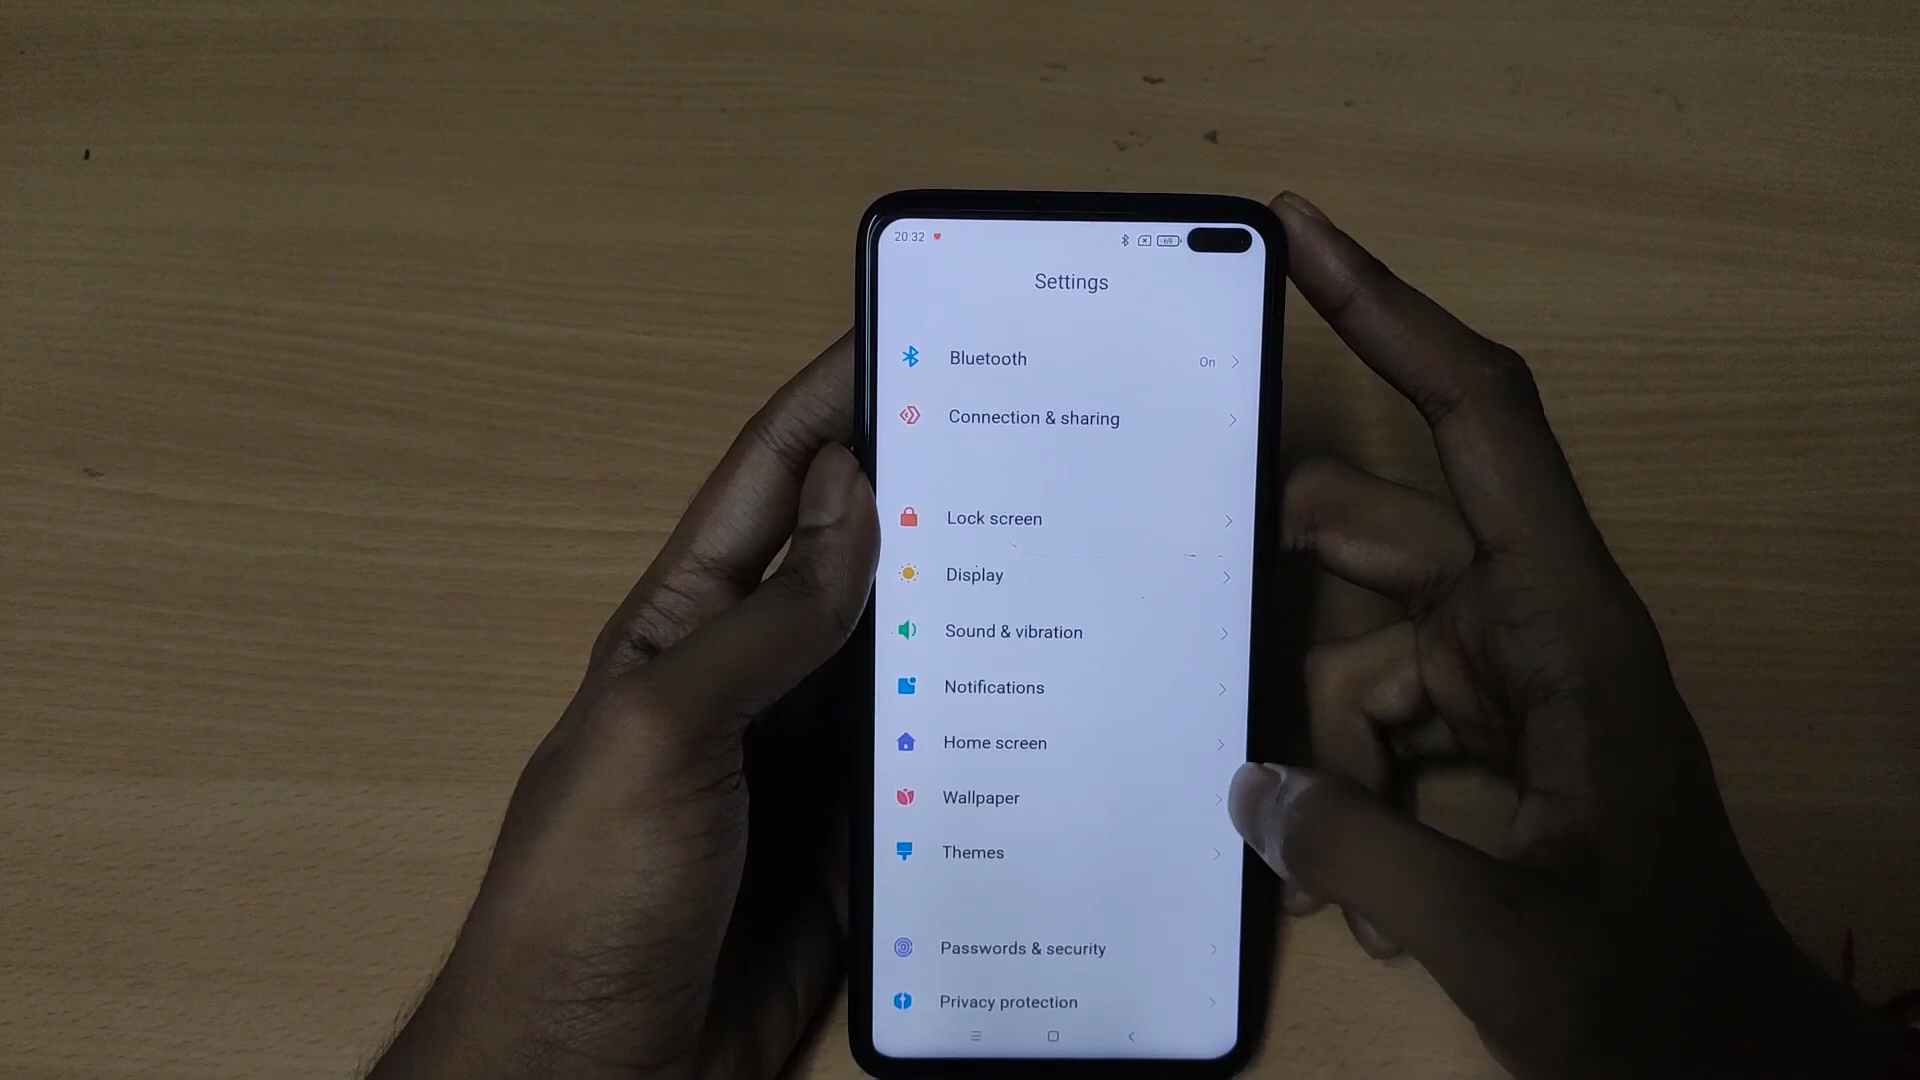 20:32
69
Settings
Bluetooth On
Connection & sharing
Lock screen
Display
Sound & vibration
Notifications
Home screen
Wallpaper
Themes
Passwords & security
Privacy protection